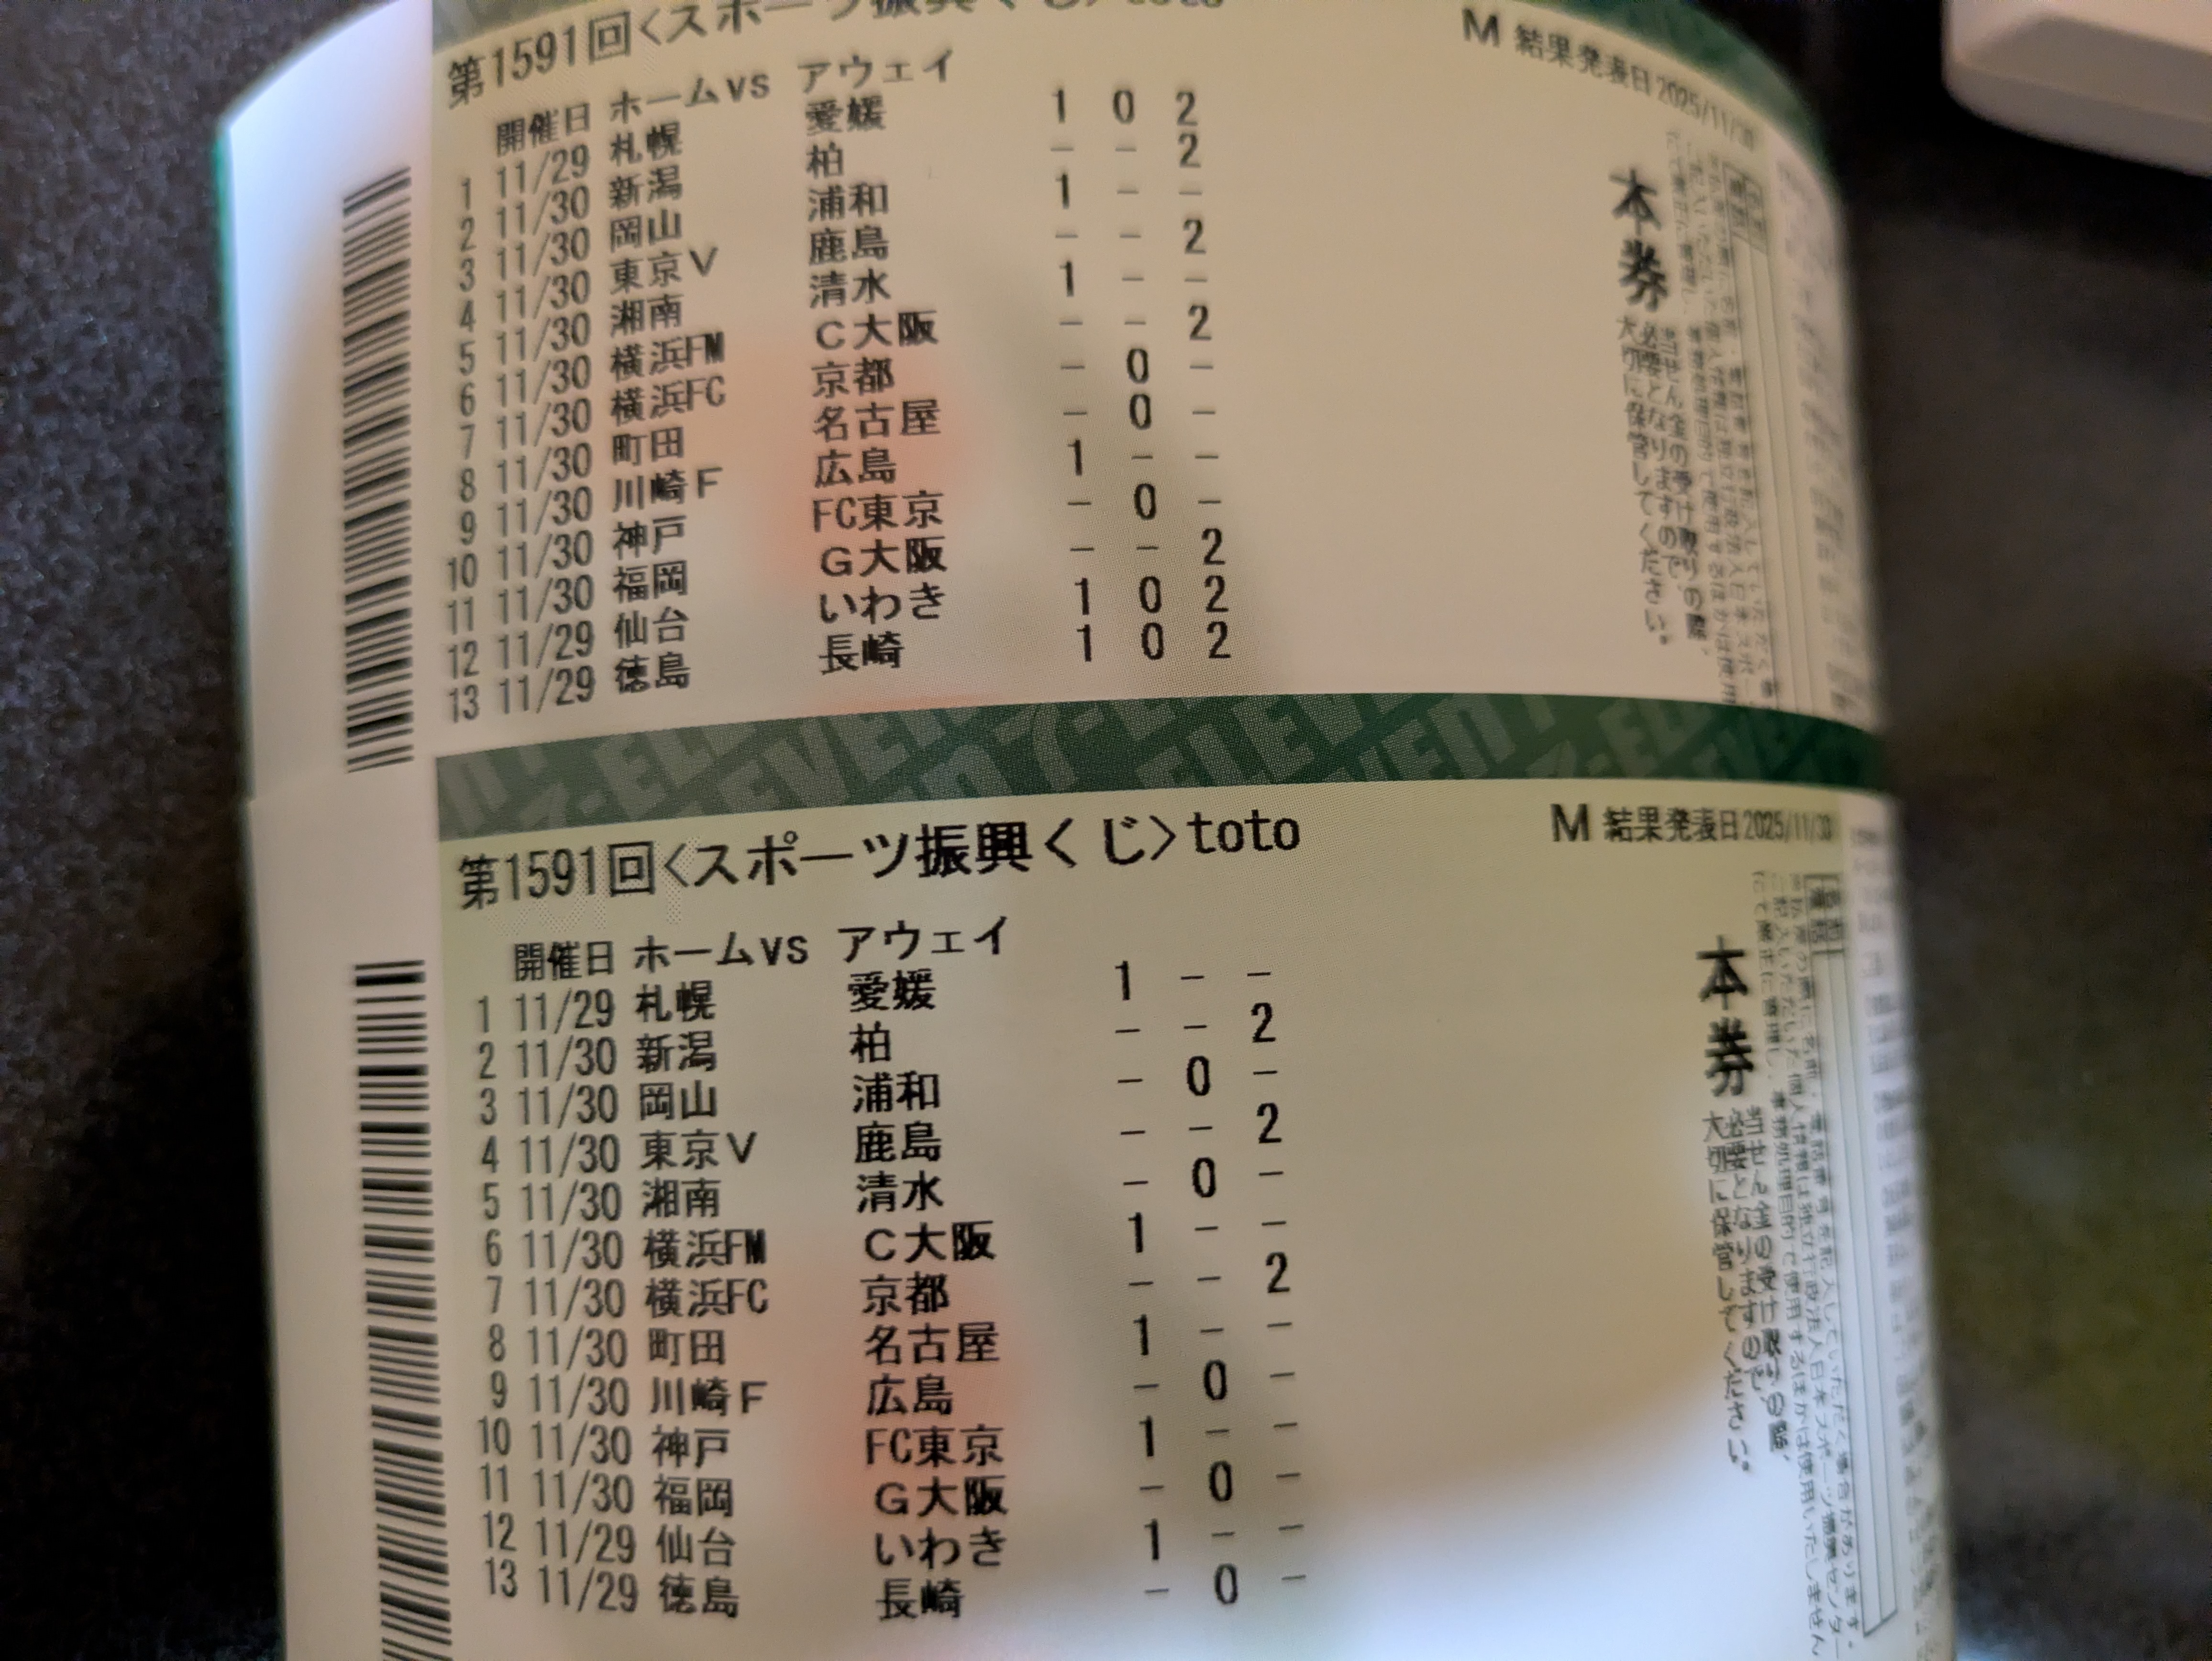 第1591回<スポーツ振興くじ>toto
M 結果発表日2025/11/30
開催日 ホームvs アウェイ
1 11/29 札幌 愛媛 1 0 2
2 11/30 新潟 柏 - - 2
3 11/30 岡山 浦和 1 - -
4 11/30 東京V 鹿島 - - 2
5 11/30 湘南 清水 1 - -
6 11/30 横浜FM C大阪 - - 2
7 11/30 横浜FC 京都 - 0 -
8 11/30 町田 名古屋 - 0 -
9 11/30 川崎F 広島 1 - -
10 11/30 神戸 FC東京 - 0 -
11 11/30 福岡 G大阪 - - 2
12 11/29 仙台 いわき 1 0 2
13 11/29 徳島 長崎 1 0 2
本券
当せん金の受け取りの際、
必要となりますので、
大切に保管してください。
7-ELEVEN
第1591回<スポーツ振興くじ>toto
M 結果発表日2025/11/30
開催日 ホームvs アウェイ
1 11/29 札幌 愛媛 1 - -
2 11/30 新潟 柏 - - 2
3 11/30 岡山 浦和 - 0 -
4 11/30 東京V 鹿島 - - 2
5 11/30 湘南 清水 - 0 -
6 11/30 横浜FM C大阪 1 - -
7 11/30 横浜FC 京都 - - 2
8 11/30 町田 名古屋 1 - -
9 11/30 川崎F 広島 - 0 -
10 11/30 神戸 FC東京 1 - -
11 11/30 福岡 G大阪 - 0 -
12 11/29 仙台 いわき 1 - -
13 11/29 徳島 長崎 - 0 -
本券
当せん金の受け取りの際、
必要となりますので、
大切に保管してください。